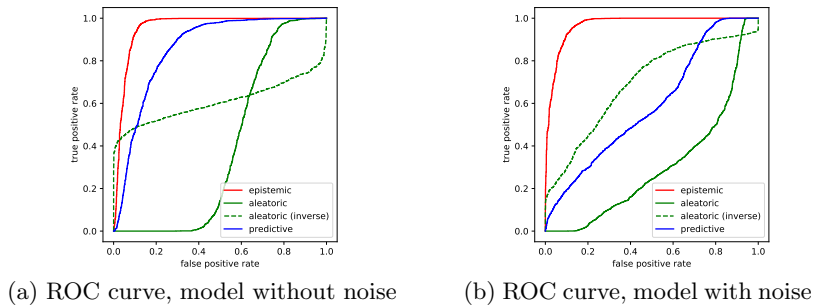 1.0
0.8
0.6
0.4
0.2
0.0
true positive rate
0.0 0.2 0.4 0.6 0.8 1.0
false positive rate
epistemic
aleatoric
aleatoric (inverse)
predictive
(a) ROC curve, model without noise
1.0
0.8
0.6
0.4
0.2
0.0
true positive rate
0.0 0.2 0.4 0.6 0.8 1.0
false positive rate
epistemic
aleatoric
aleatoric (inverse)
predictive
(b) ROC curve, model with noise